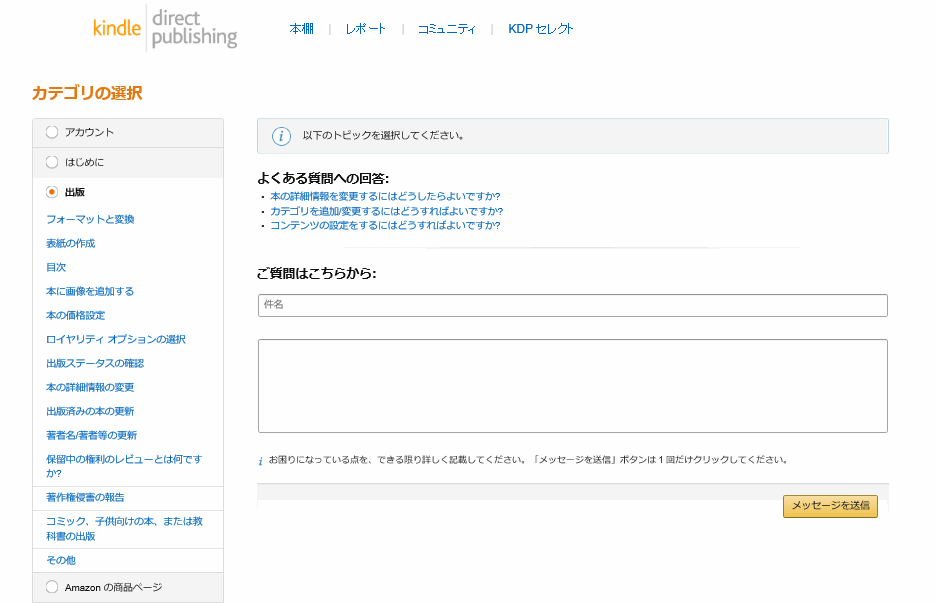 kindle direct publishing
本棚 | レポート | コミュニティ | KDP セレクト
カテゴリの選択
アカウント
はじめに
出版
フォーマットと変換
表紙の作成
目次
本に画像を追加する
本の価格設定
ロイヤリティ オプションの選択
出版ステータスの確認
本の詳細情報の変更
出版済みの本の更新
著者名/著者等の更新
保留中の権利のレビューとは何です
か?
著作権侵害の報告
コミック、子供向けの本、または教
科書の出版
その他
Amazon の商品ページ
i 以下のトピックを選択してください。
よくある質問への回答:
・ 本の詳細情報を変更するにはどうしたらよいですか?
・ カテゴリを追加/変更するにはどうすればよいですか?
・ コンテンツの設定をするにはどうすればよいですか?
ご質問はこちらから:
件名
i お困りになっている点を、できる限り詳しく記載してください。「メッセージを送信」ボタンは 1 回だけクリックしてください。
メッセージを送信